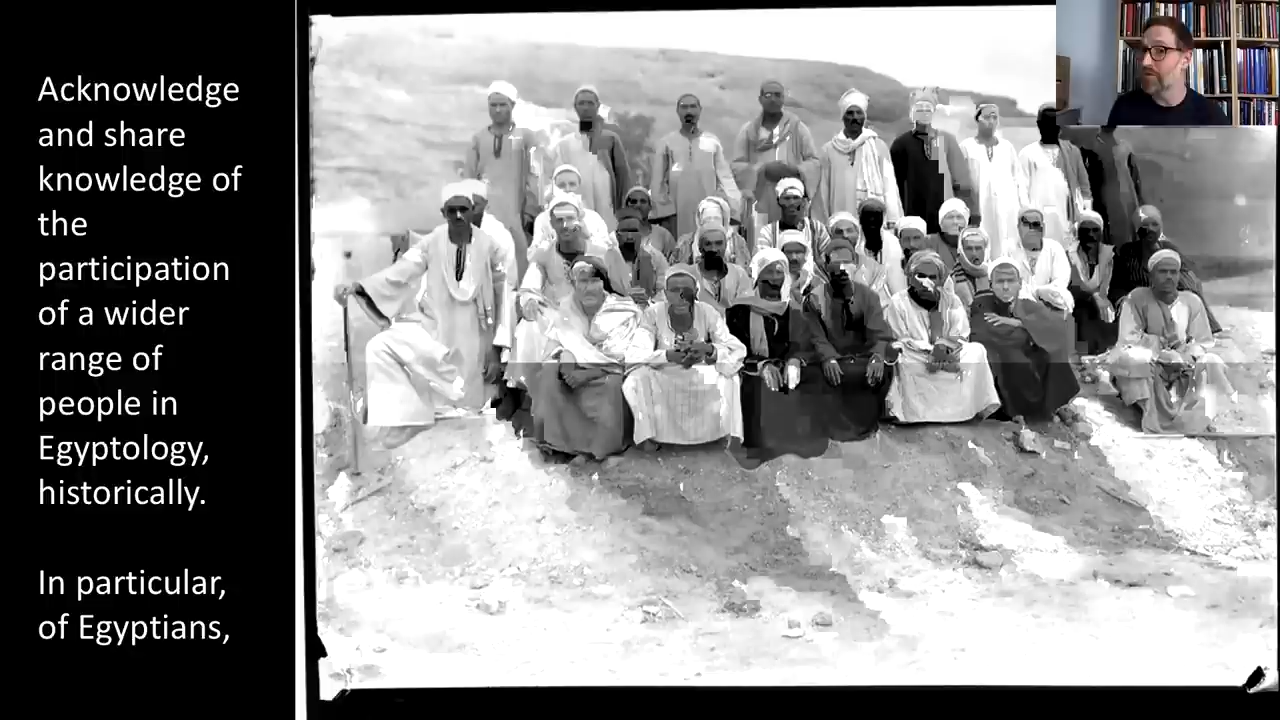 Acknowledge
and share
knowledge of
the
participation
of a wider
range of
people in
Egyptology,
historically.
In particular,
of Egyptians,